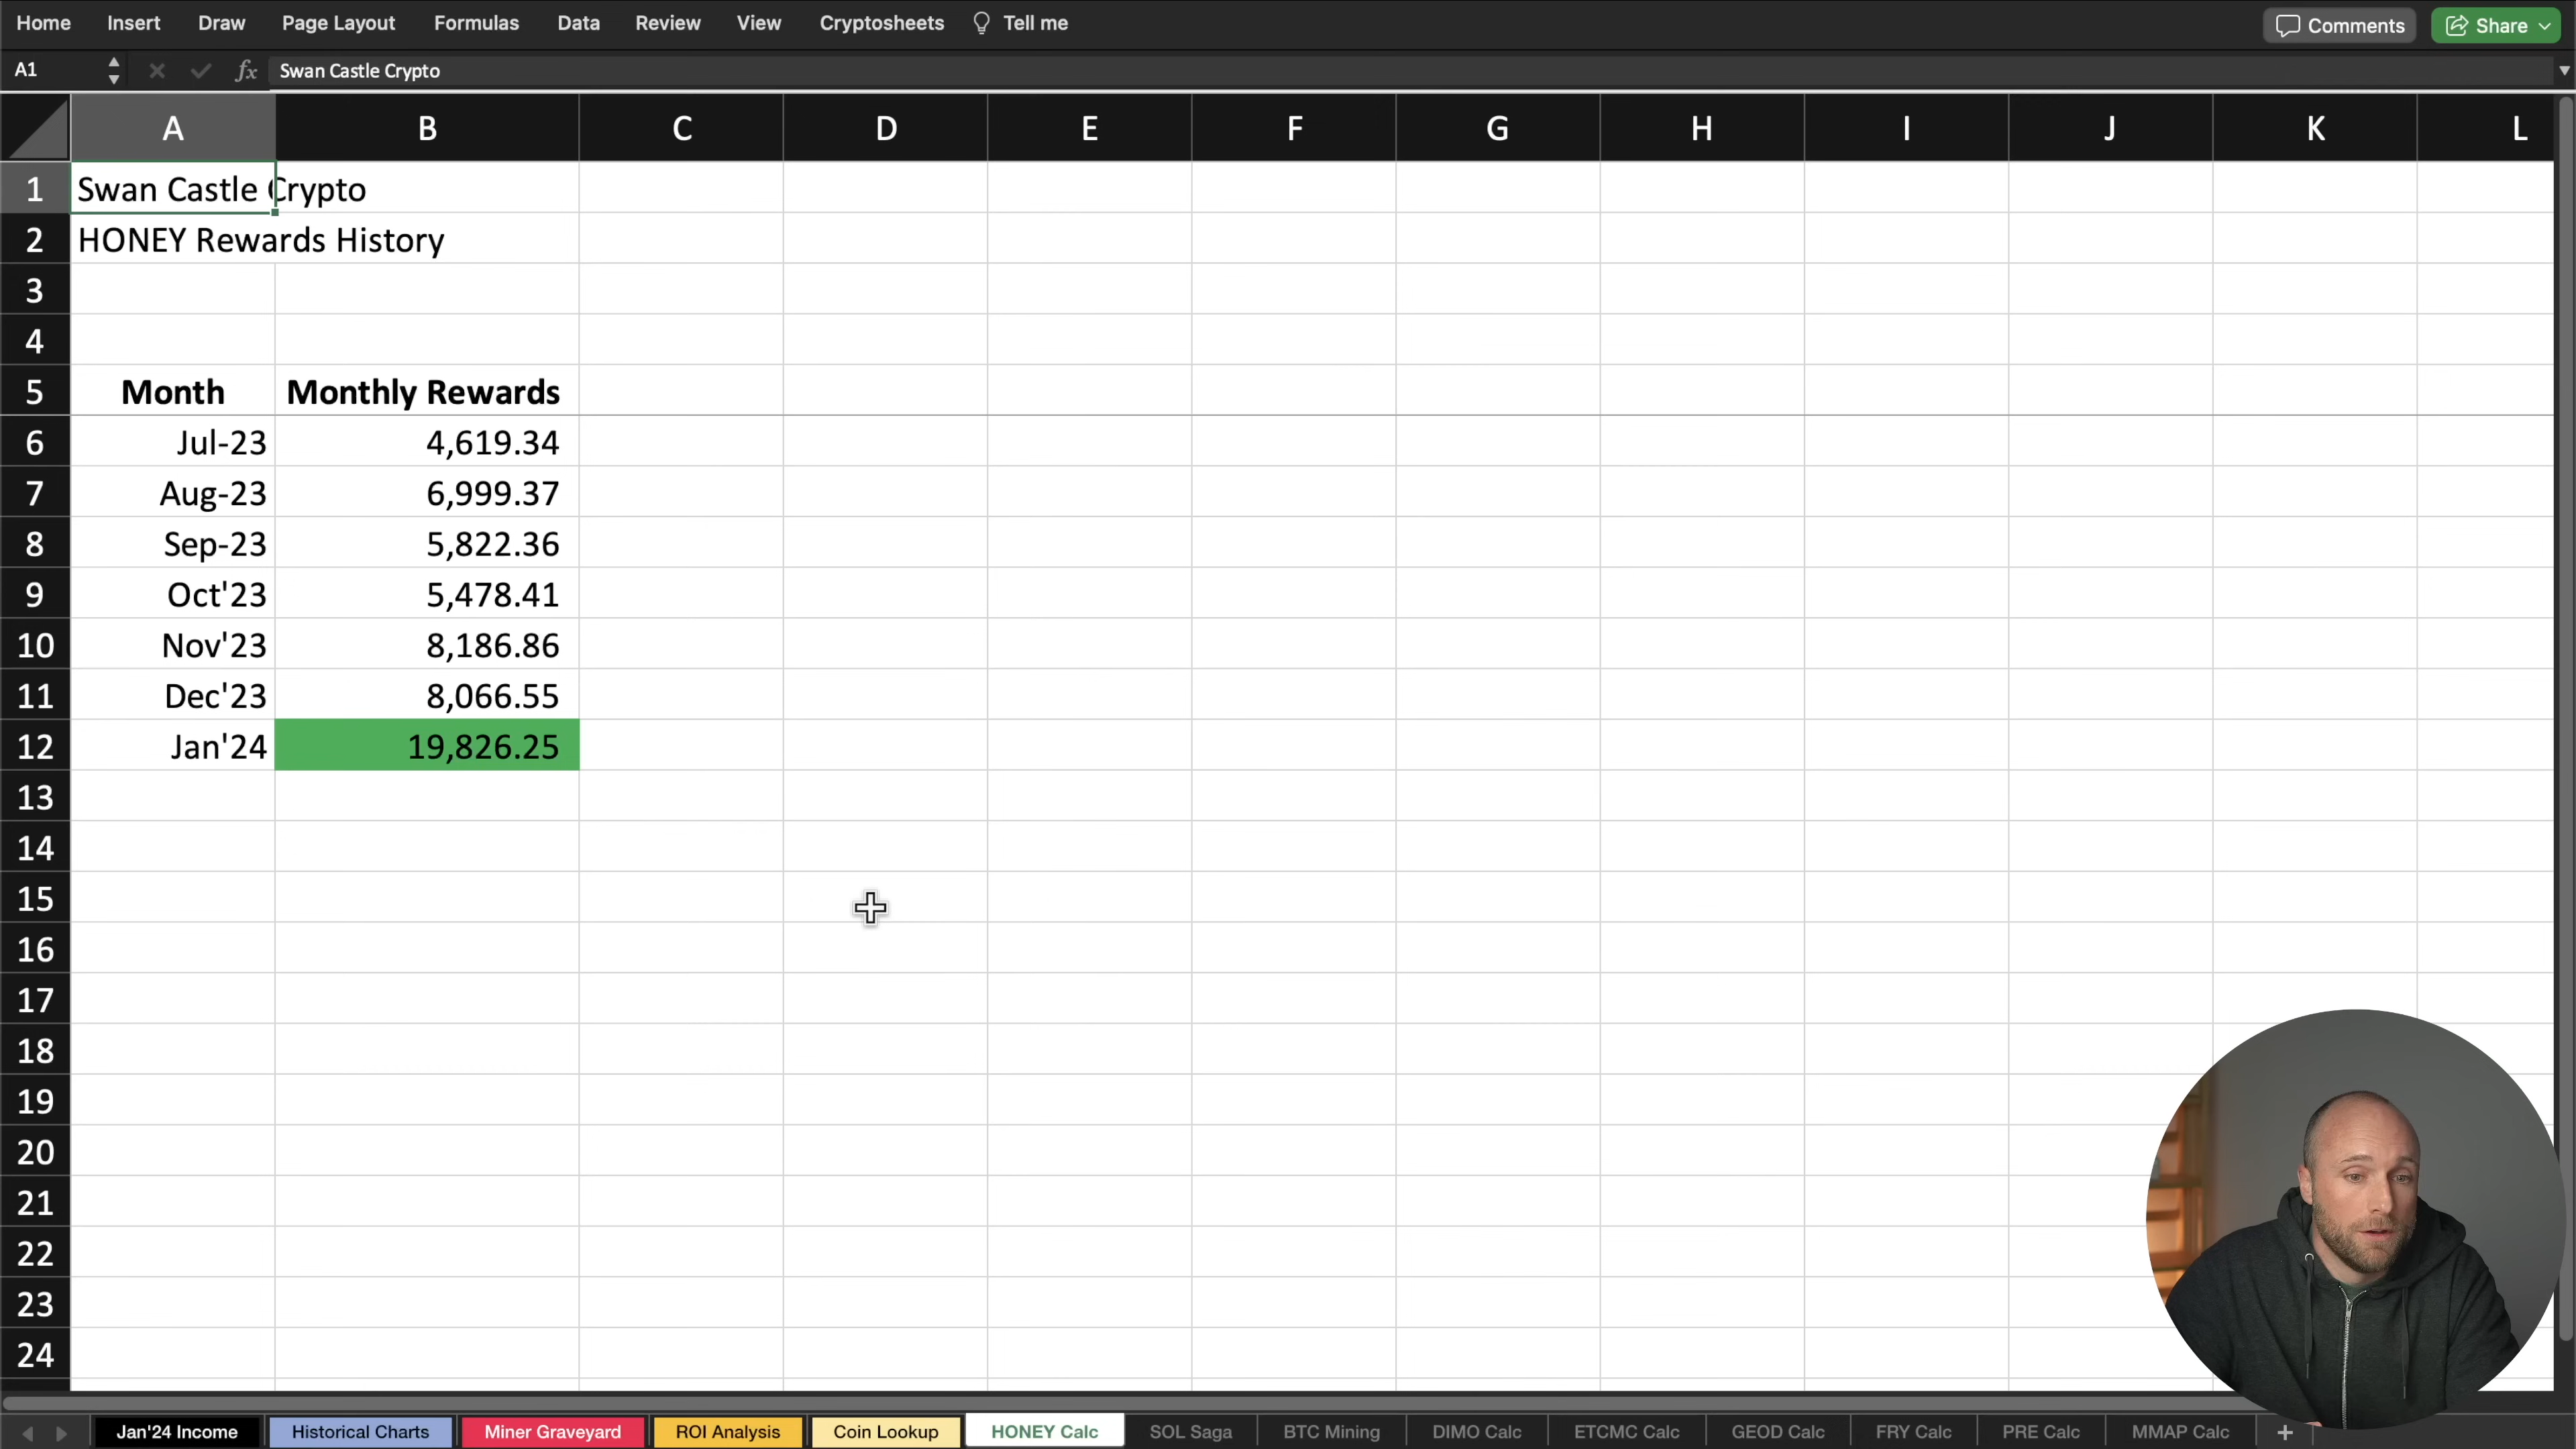 Home Insert Draw Page Layout Formulas Data Review View Cryptosheets Tell me Comments Share
A1 fx Swan Castle Crypto
A B C D E F G H I J K L
1 Swan Castle Crypto
2 HONEY Rewards History
3
4
5 Month Monthly Rewards
6 Jul-23 4,619.34
7 Aug-23 6,999.37
8 Sep-23 5,822.36
9 Oct'23 5,478.41
10 Nov'23 8,186.86
11 Dec'23 8,066.55
12 Jan'24 19,826.25
13
14
15
16
17
18
19
20
21
22
23
24
Jan'24 Income Historical Charts Miner Graveyard ROI Analysis Coin Lookup HONEY Calc SOL Saga BTC Mining DIMO Calc ETCMC Calc GEOD Calc FRY Calc PRE Calc MMAP Calc +